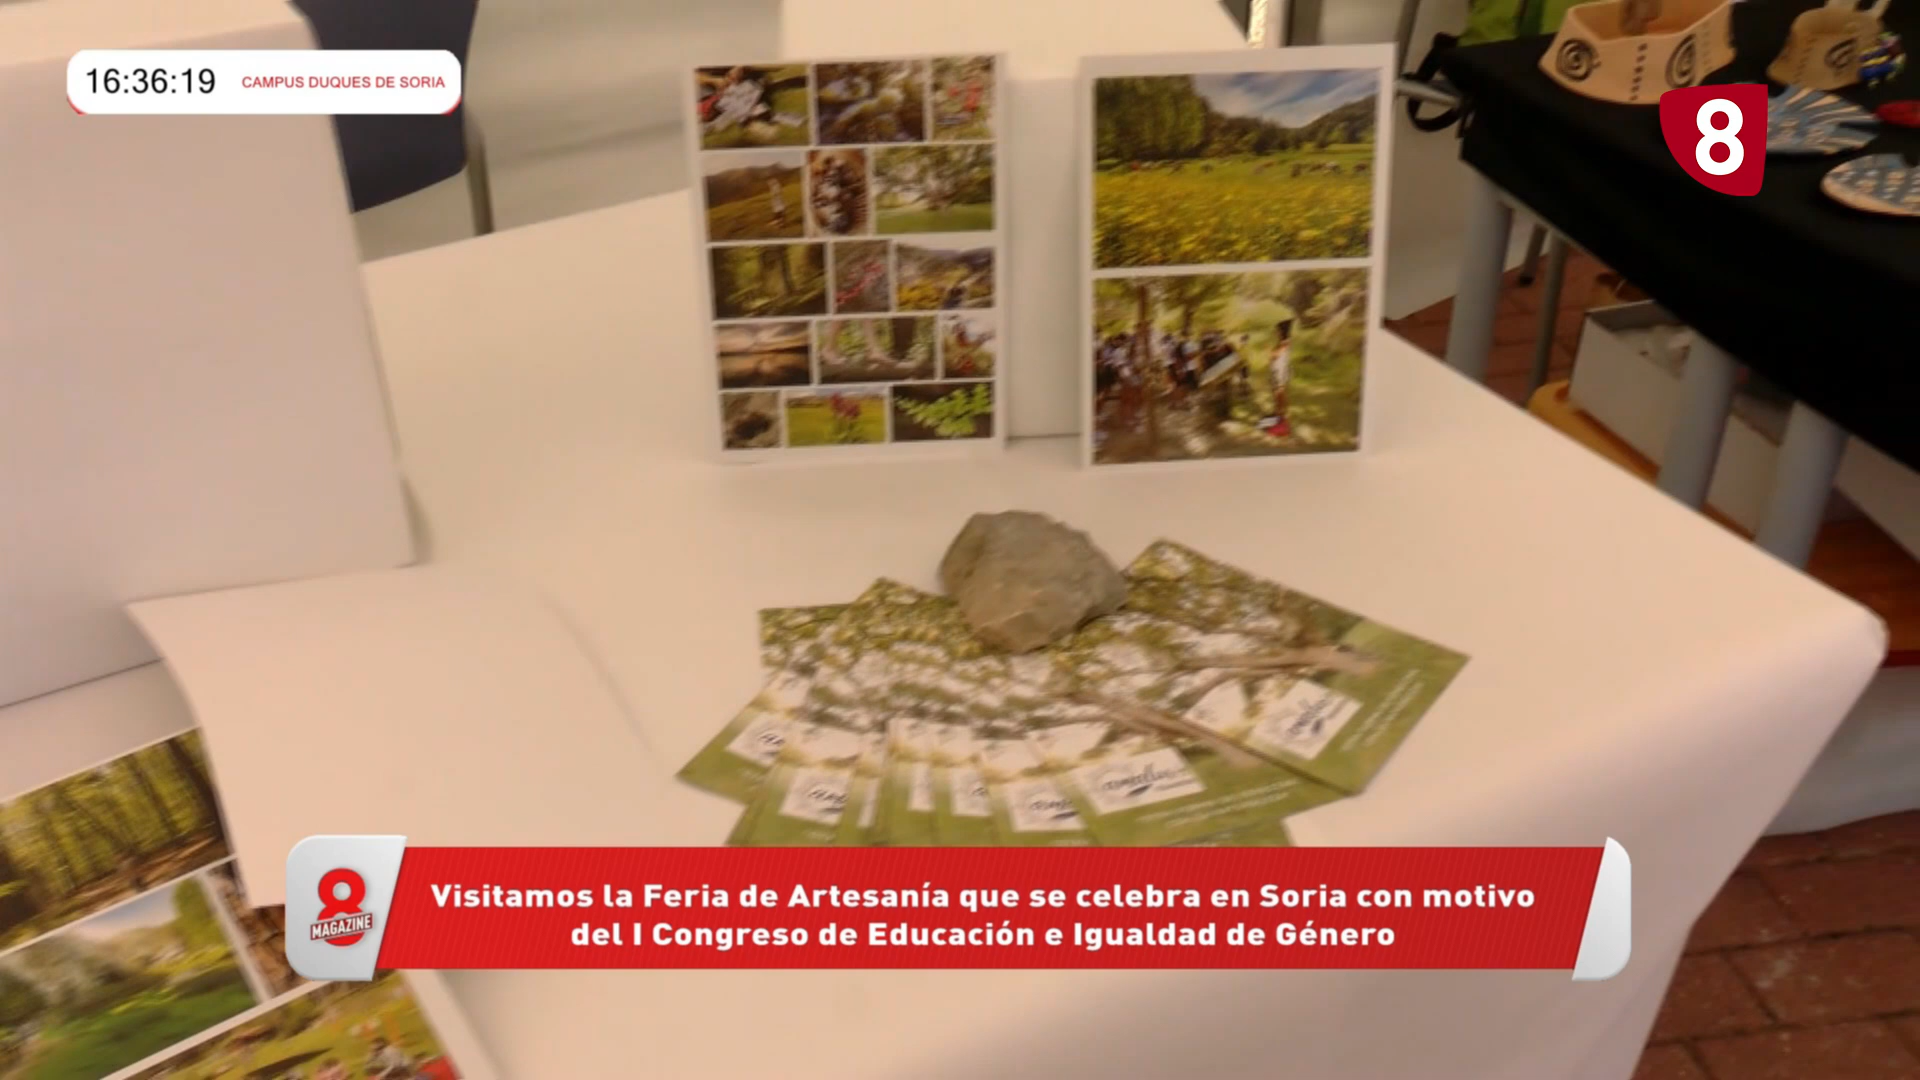 16:36:19 CAMPUS DUQUES DE SORIA
8
8
MAGAZINE
Visitamos la Feria de Artesanía que se celebra en Soria con motivo
del I Congreso de Educación e Igualdad de Género